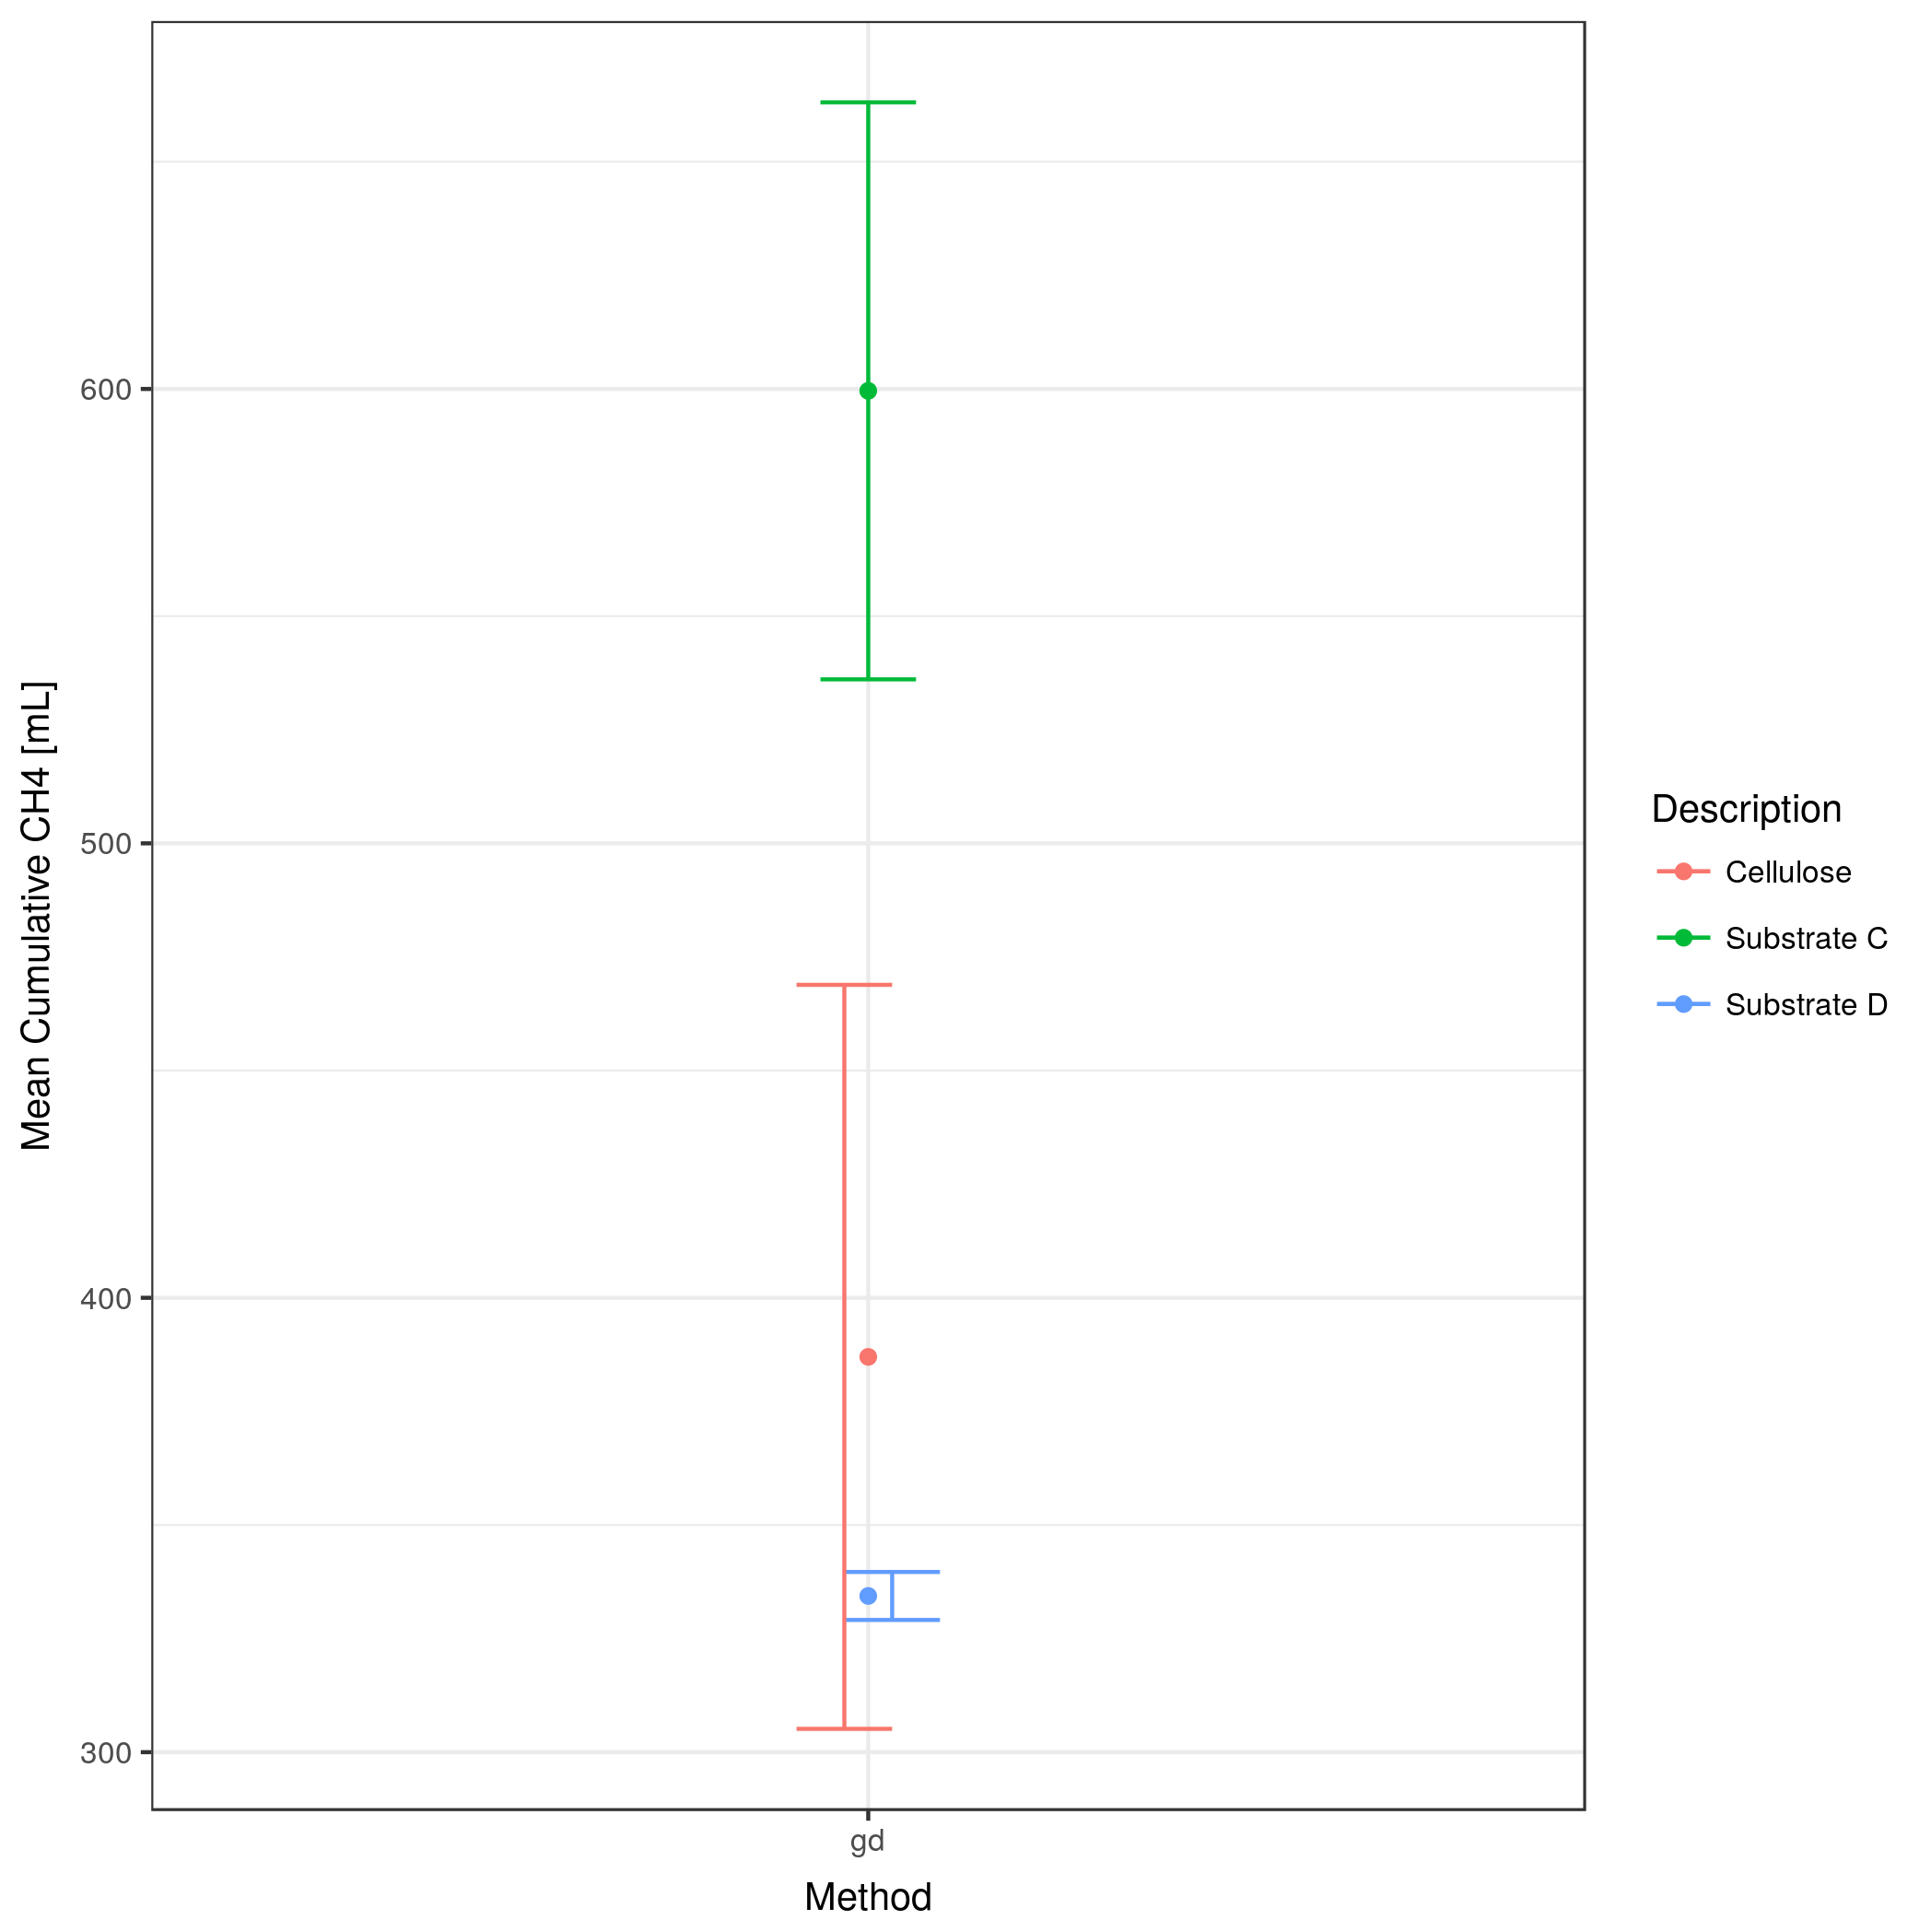 Mean Cumulative CH4 [mL]
600
500
400
300
gd
Method
Description
Cellulose
Substrate C
Substrate D